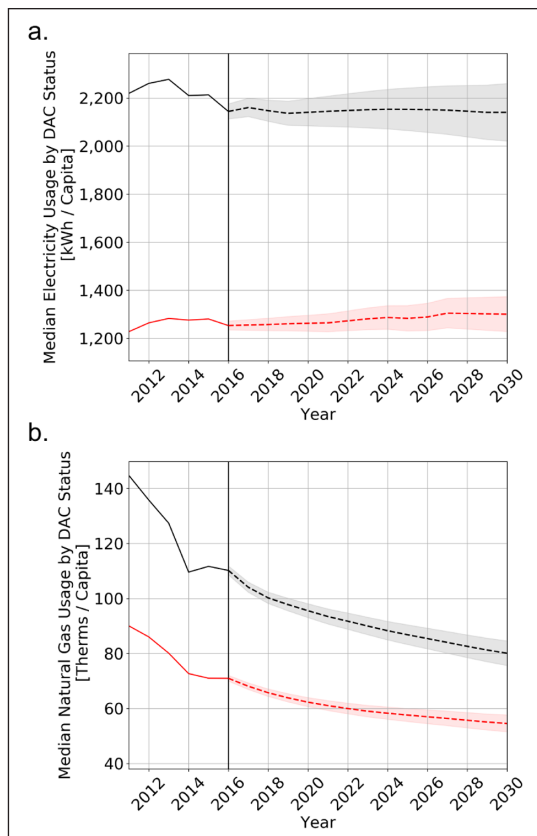 a.
Median Electricity Usage by DAC Status
[kWh / Capita]
2,200
2,000
1,800
1,600
1,400
1,200
2012 2014 2016 2018 2020 2022 2024 2026 2028 2030
Year
b.
Median Natural Gas Usage by DAC Status
[Therms / Capita]
140
120
100
80
60
40
2012 2014 2016 2018 2020 2022 2024 2026 2028 2030
Year